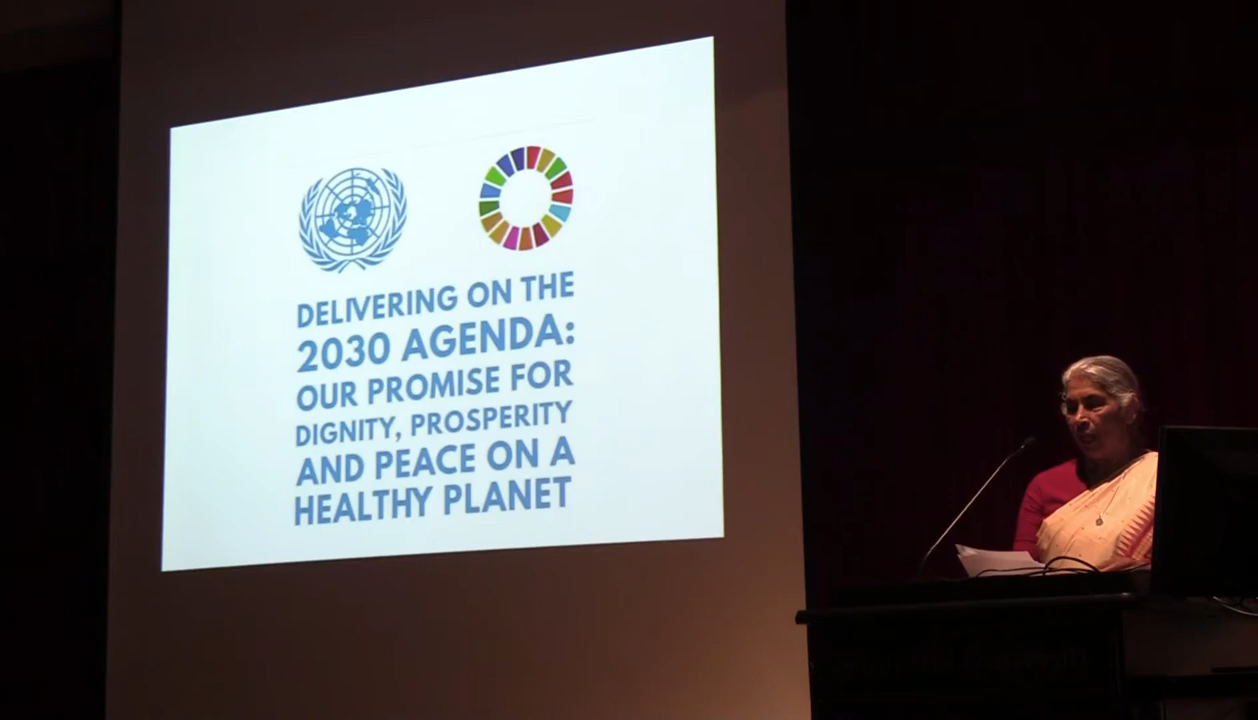 DELIVERING ON THE
2030 AGENDA:
OUR PROMISE FOR
DIGNITY, PROSPERITY
AND PEACE ON A
HEALTHY PLANET